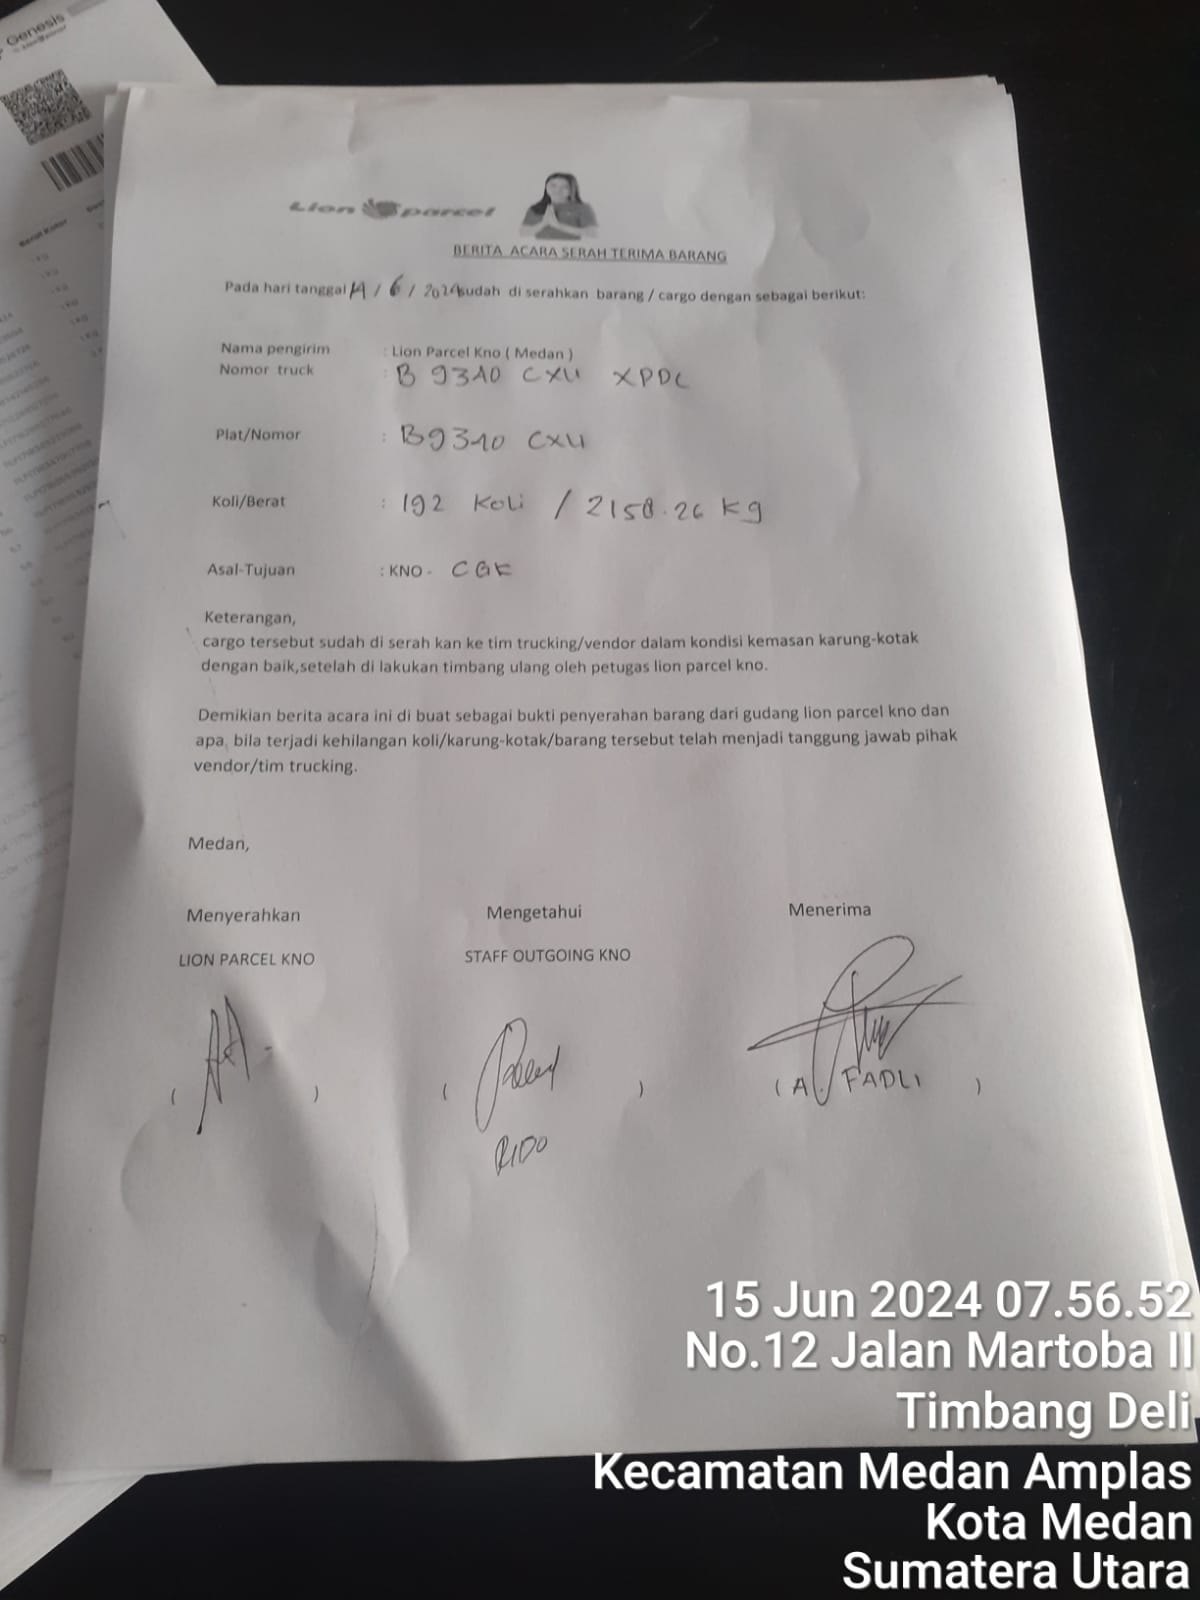 Genesis
Lion parcel
BERITA ACARA SERAH TERIMA BARANG
Pada hari tanggal 14 / 6 / 2024 sudah di serahkan barang / cargo dengan sebagai berikut:
Nama pengirim : Lion Parcel Kno ( Medan )
Nomor truck : B 9310 CXU XPDC
Plat/Nomor : B9310 CXU
Koli/Berat : 192 Koli / 2158.26 Kg
Asal-Tujuan : KNO - CGK
Keterangan,
cargo tersebut sudah di serah kan ke tim trucking/vendor dalam kondisi kemasan karung-kotak
dengan baik,setelah di lakukan timbang ulang oleh petugas lion parcel kno.
Demikian berita acara ini di buat sebagai bukti penyerahan barang dari gudang lion parcel kno dan
apa, bila terjadi kehilangan koli/karung-kotak/barang tersebut telah menjadi tanggung jawab pihak
vendor/tim trucking.
Medan,
Menyerahkan Mengetahui Menerima
LION PARCEL KNO STAFF OUTGOING KNO
( ) ( ) ( A. FADLI )
RIDO
15 Jun 2024 07.56.52
No.12 Jalan Martoba II
Timbang Deli
Kecamatan Medan Amplas
Kota Medan
Sumatera Utara